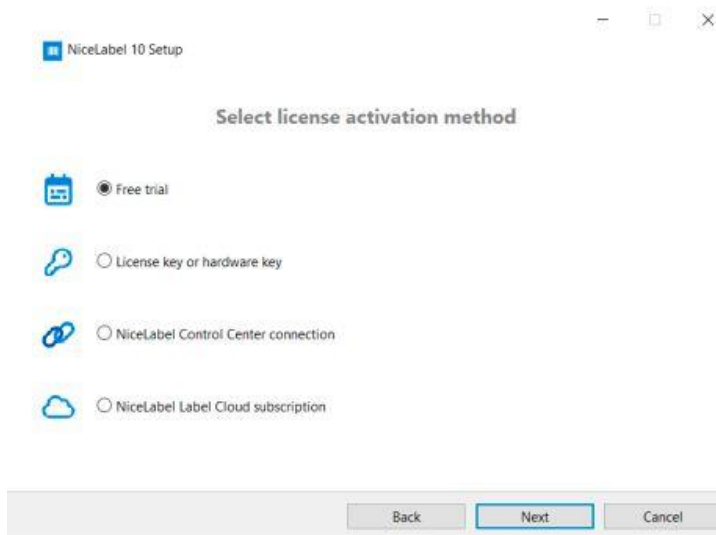 NiceLabel 10 Setup
Select license activation method
Free trial
License key or hardware key
NiceLabel Control Center connection
NiceLabel Label Cloud subscription
Back Next Cancel